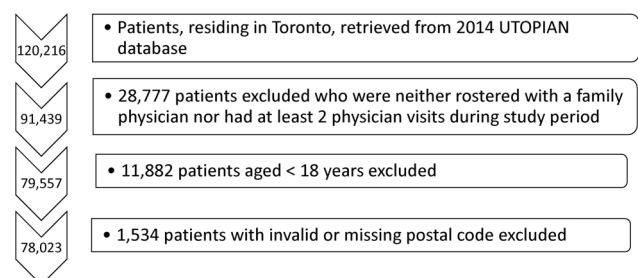 120,216
• Patients, residing in Toronto, retrieved from 2014 UTOPIAN
database
91,439
• 28,777 patients excluded who were neither rostered with a family
physician nor had at least 2 physician visits during study period
79,557
• 11,882 patients aged < 18 years excluded
78,023
• 1,534 patients with invalid or missing postal code excluded